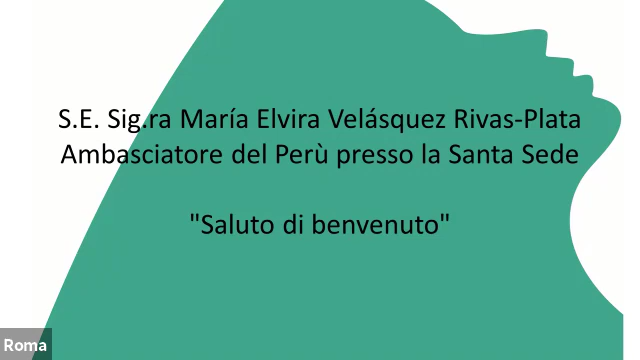 S.E. Sig.ra María Elvira Velásquez Rivas-Plata
Ambasciatore del Perù presso la Santa Sede
"Saluto di benvenuto"
Roma